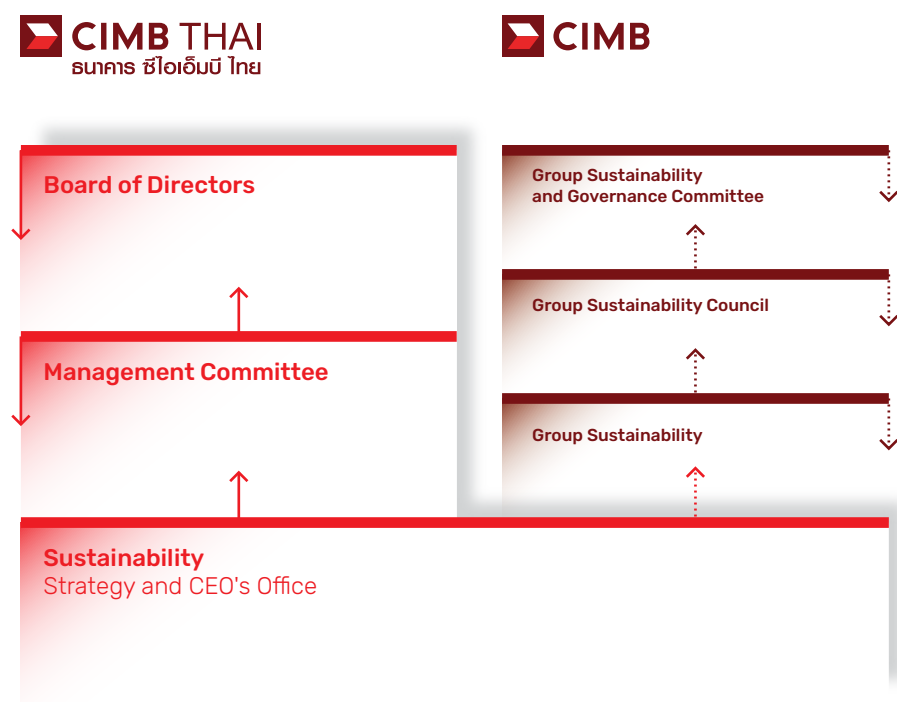 CIMB THAI
ธนาคาร ซีไอเอ็มบี ไทย
CIMB
Board of Directors
Management Committee
Group Sustainability
and Governance Committee
Group Sustainability Council
Group Sustainability
Sustainability
Strategy and CEO's Office